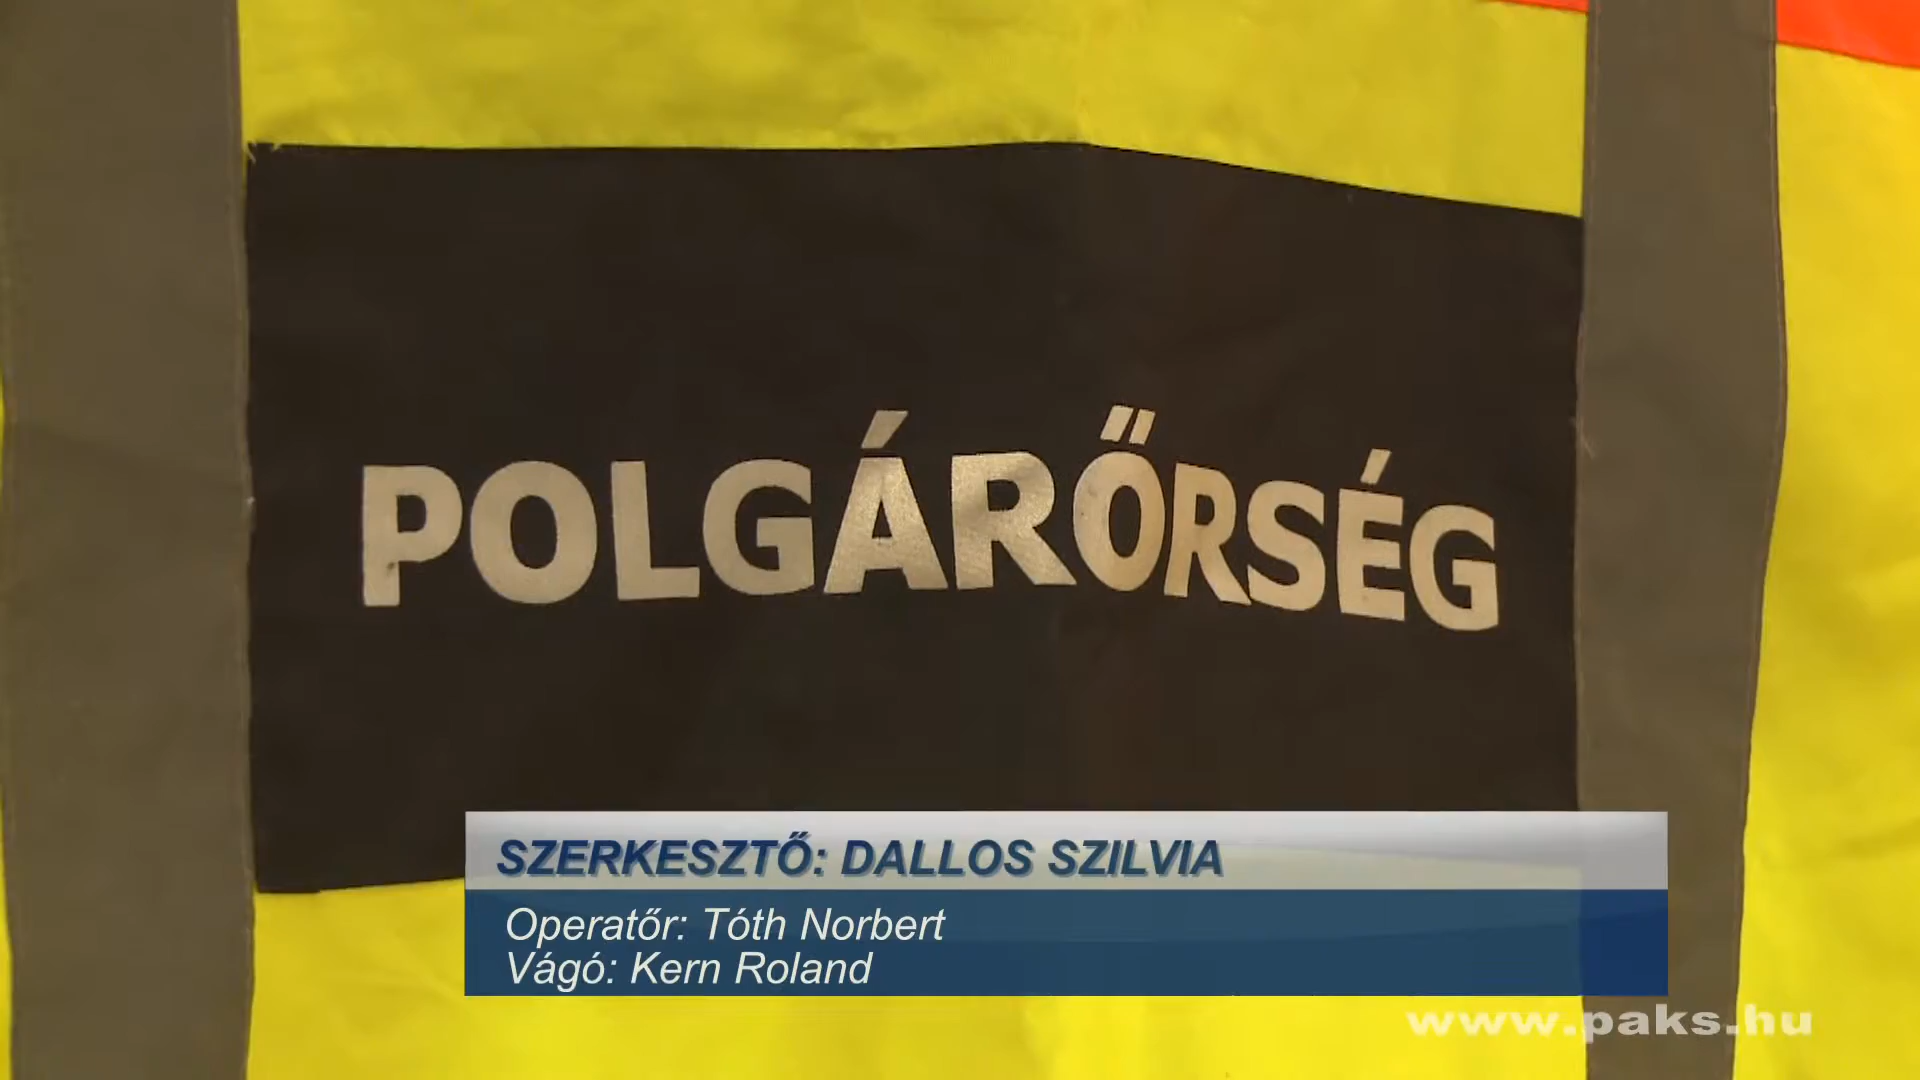 POLGÁRŐRSÉG
SZERKESZTŐ: DALLOS SZILVIA
Operatőr: Tóth Norbert
Vágó: Kern Roland
www.paks.hu